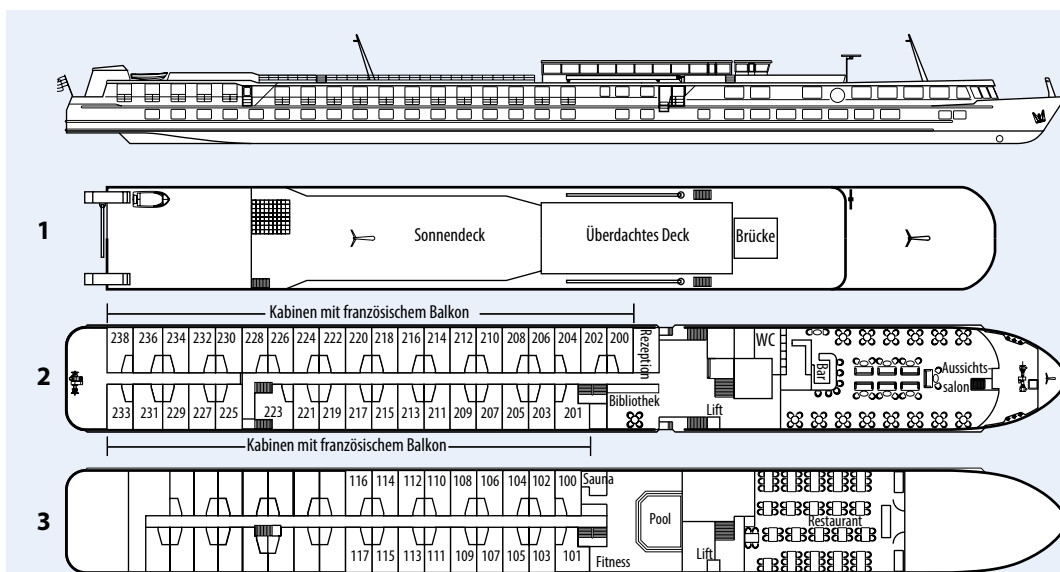 1
Sonnendeck
Überdachtes Deck
Brücke
Kabinen mit französischem Balkon
2
238 236 234 232 230 228 226 224 222 220 218 216 214 212 210 208 206 204 202 200
Rezeption
WC
Bar
Aussichts
salon
Bibliothek
Lift
233 231 229 227 225 223 221 219 217 215 213 211 209 207 205 203 201
Kabinen mit französischem Balkon
3
116 114 112 110 108 106 104 102 100
Sauna
Pool
Restaurant
Lift
Fitness
117 115 113 111 109 107 105 103 101